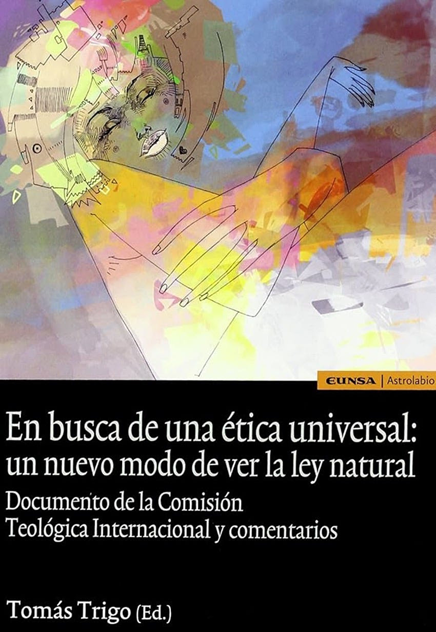 EUNSA | Astrolabio
En busca de una ética universal:
un nuevo modo de ver la ley natural
Documento de la Comisión
Teológica Internacional y comentarios
Tomás Trigo (Ed.)